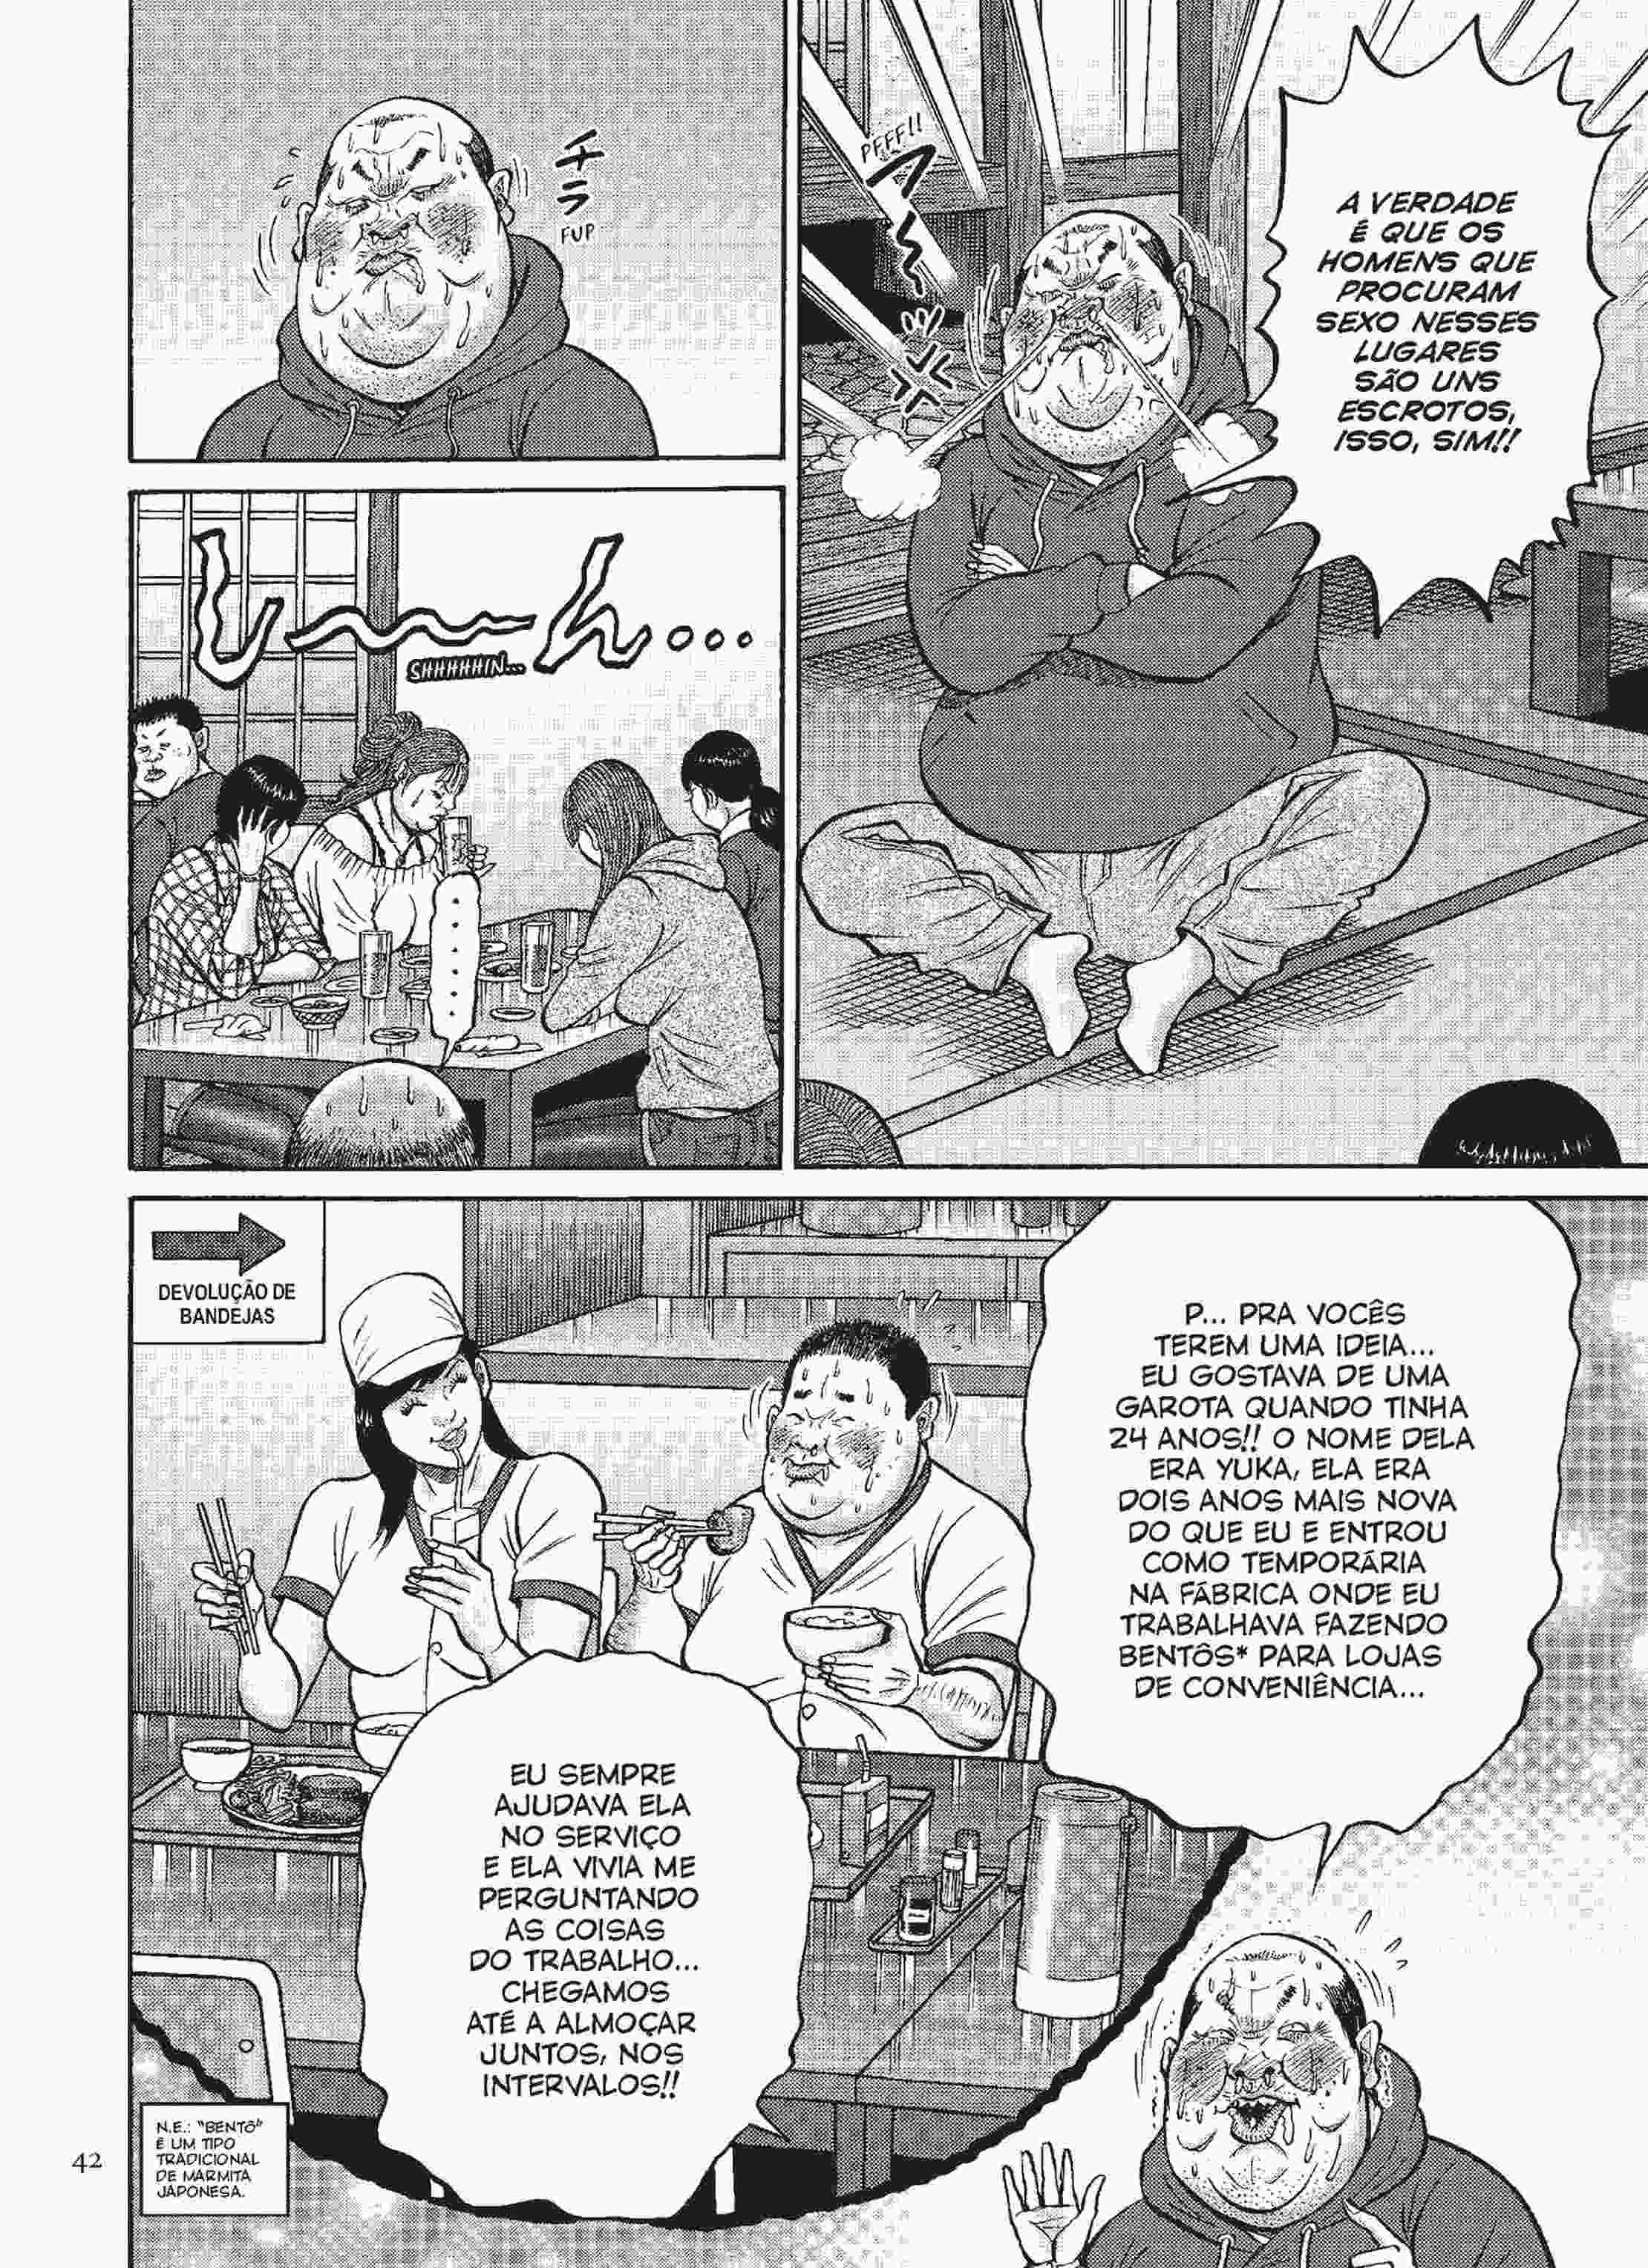 A VERDADE
É QUE OS
HOMENS QUE
PROCURAM
SEXO NESSES
LUGARES
SÃO UNS
ESCROTOS,
ISSO, SIM!!
PFFF!!
チラ
FUP
しーん...
SHHHHHIN...
DEVOLUÇÃO DE
BANDEJAS
P... PRA VOCÊS
TEREM UMA IDEIA...
EU GOSTAVA DE UMA
GAROTA QUANDO TINHA
24 ANOS!! O NOME DELA
ERA YUKA, ELA ERA
DOIS ANOS MAIS NOVA
DO QUE EU E ENTROU
COMO TEMPORÁRIA
NA FÁBRICA ONDE EU
TRABALHAVA FAZENDO
BENTÔS* PARA LOJAS
DE CONVENIÊNCIA...
EU SEMPRE
AJUDAVA ELA
NO SERVIÇO
E ELA VIVIA ME
PERGUNTANDO
AS COISAS
DO TRABALHO...
CHEGAMOS
ATÉ A ALMOÇAR
JUNTOS, NOS
INTERVALOS!!
N.E.: "BENTÔ"
É UM TIPO
TRADICIONAL
DE MARMITA
JAPONESA.
42